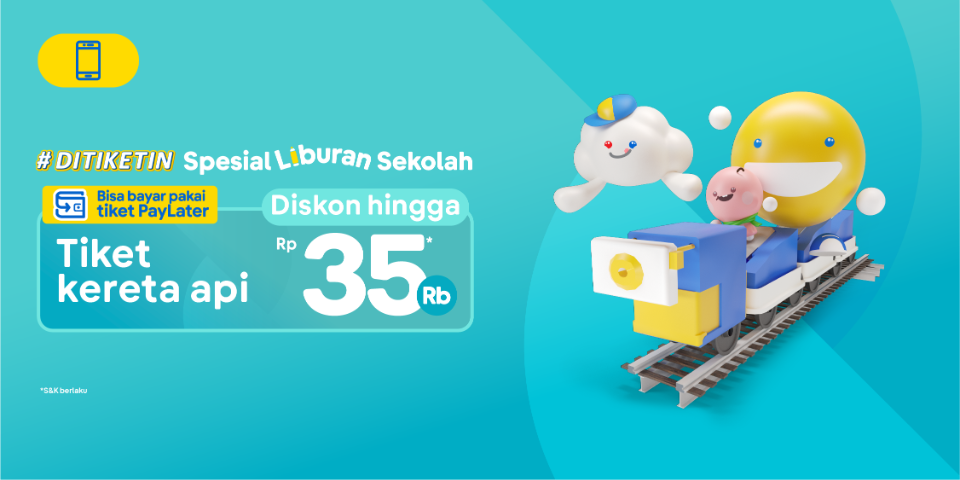 #DITIKETIN Spesial Liburan Sekolah
Bisa bayar pakai
tiket PayLater
Diskon hingga
Tiket
kereta api
Rp 35* Rb
*S&K berlaku